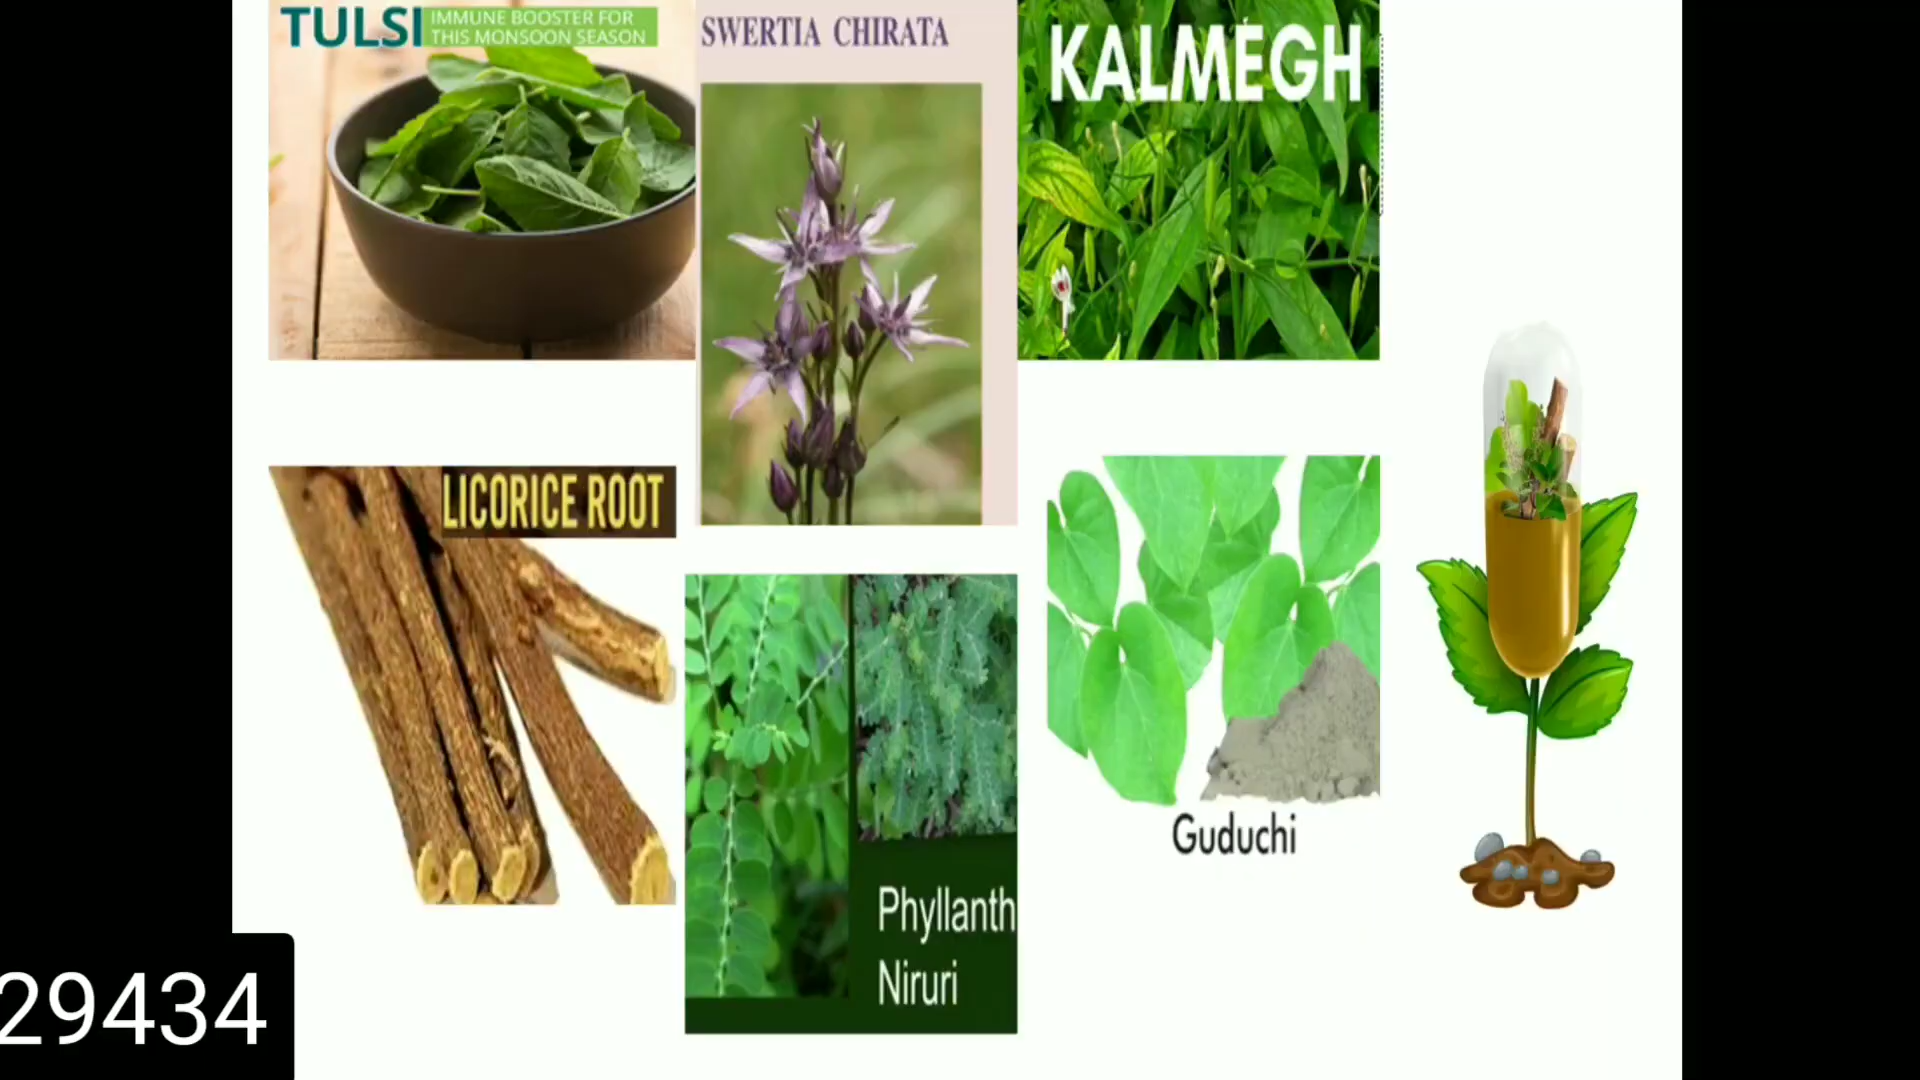 TULSI
IMMUNE BOOSTER FOR
THIS MONSOON SEASON
SWERTIA CHIRATA
KALMEGH
LICORICE ROOT
Phyllanth
Niruri
Guduchi
29434